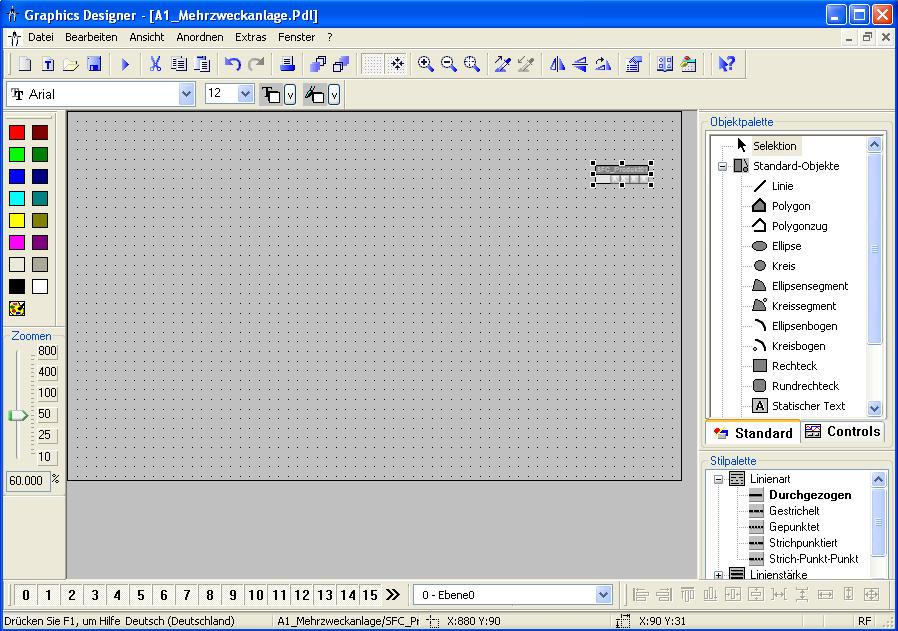 Graphics Designer - [A1_Mehrzweckanlage.Pdl]
Datei Bearbeiten Ansicht Anordnen Extras Fenster ?
Arial 12
Objektpalette
Selektion
Standard-Objekte
Linie
Polygon
Polygonzug
Ellipse
Kreis
Ellipsensegment
Kreissegment
Ellipsenbogen
Kreisbogen
Rechteck
Rundrechteck
A Statischer Text
Standard Controls
Zoomen
800
400
100
50
25
10
60.000 %
Stilpalette
Linienart
Durchgezogen
Gestrichelt
Gepunktet
Strichpunktiert
Strich-Punkt-Punkt
Linienstärke
0 1 2 3 4 5 6 7 8 9 10 11 12 13 14 15 0 - Ebene0
Drücken Sie F1, um Hilfe Deutsch (Deutschland) A1_Mehrzweckanlage/SFC_Pr X:880 Y:90 X:90 Y:31 RF